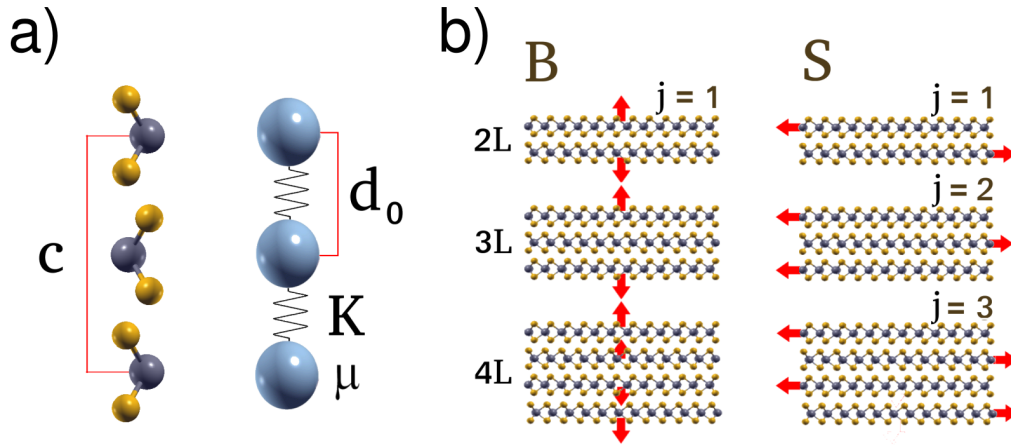 a)
c
d₀
K
μ
b)
B
S
j = 1
2L
3L
4L
j = 1
j = 2
j = 3